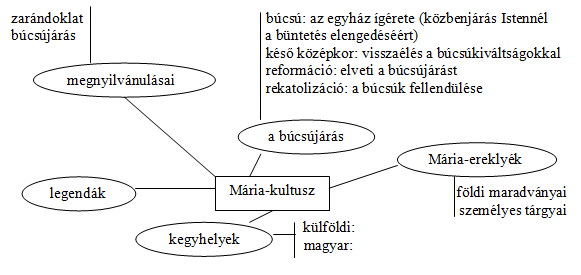 zarándoklat
búcsújárás
megnyilvánulásai
búcsú: az egyház ígérete (közbenjárás Istennél
a büntetés elengedéséért)
késő középkor: visszaélés a búcsúkiváltságokkal
reformáció: elveti a búcsújárást
rekatolizáció: a búcsúk fellendülése
a búcsújárás
Mária-ereklyék
földi maradványai
személyes tárgyai
legendák
Mária-kultusz
kegyhelyek
külföldi:
magyar: